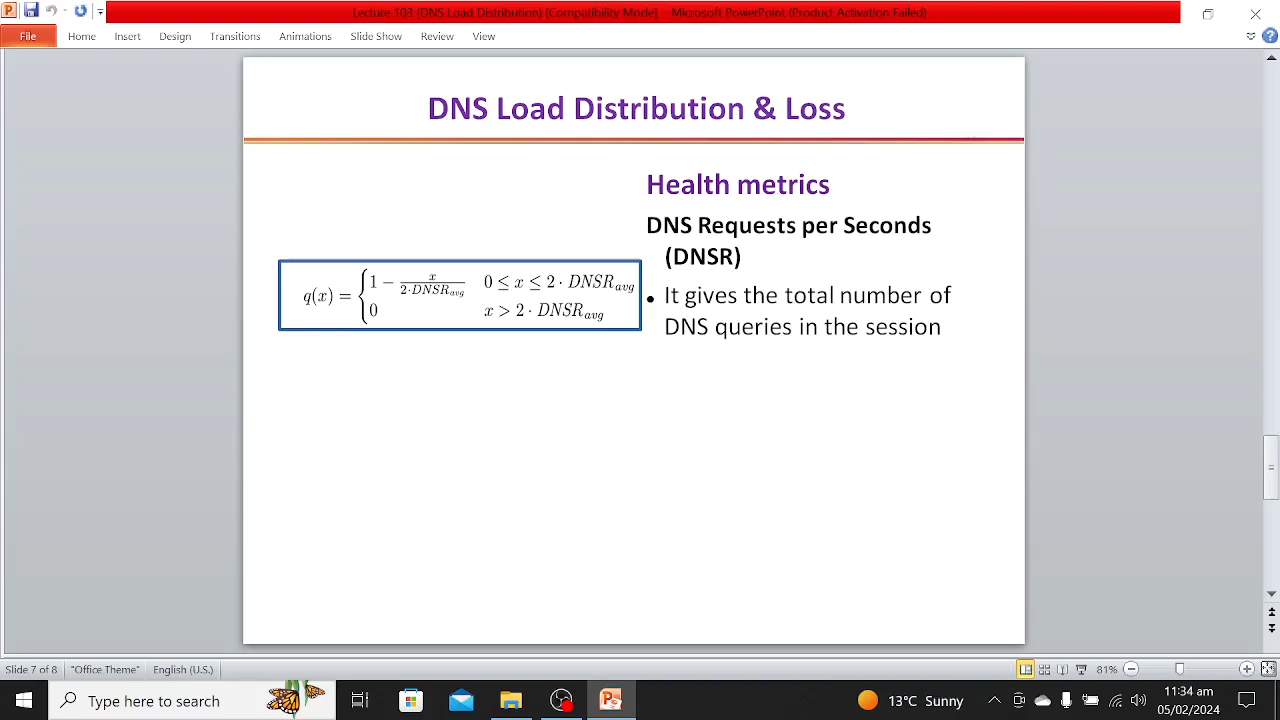 Lecture 103 (DNS Load Distribution) [Compatibility Mode] - Microsoft PowerPoint (Product Activation Failed)
File Home Insert Design Transitions Animations Slide Show Review View
DNS Load Distribution & Loss
Health metrics
DNS Requests per Seconds
(DNSR)
• It gives the total number of
DNS queries in the session
q(x) = { 1 − x / 2·DNSR_avg 0 ≤ x ≤ 2 · DNSR_avg
0 x > 2 · DNSR_avg
Slide 7 of 8 "Office Theme" English (U.S.) 81%
Type here to search 13°C Sunny 11:34 am
05/02/2024